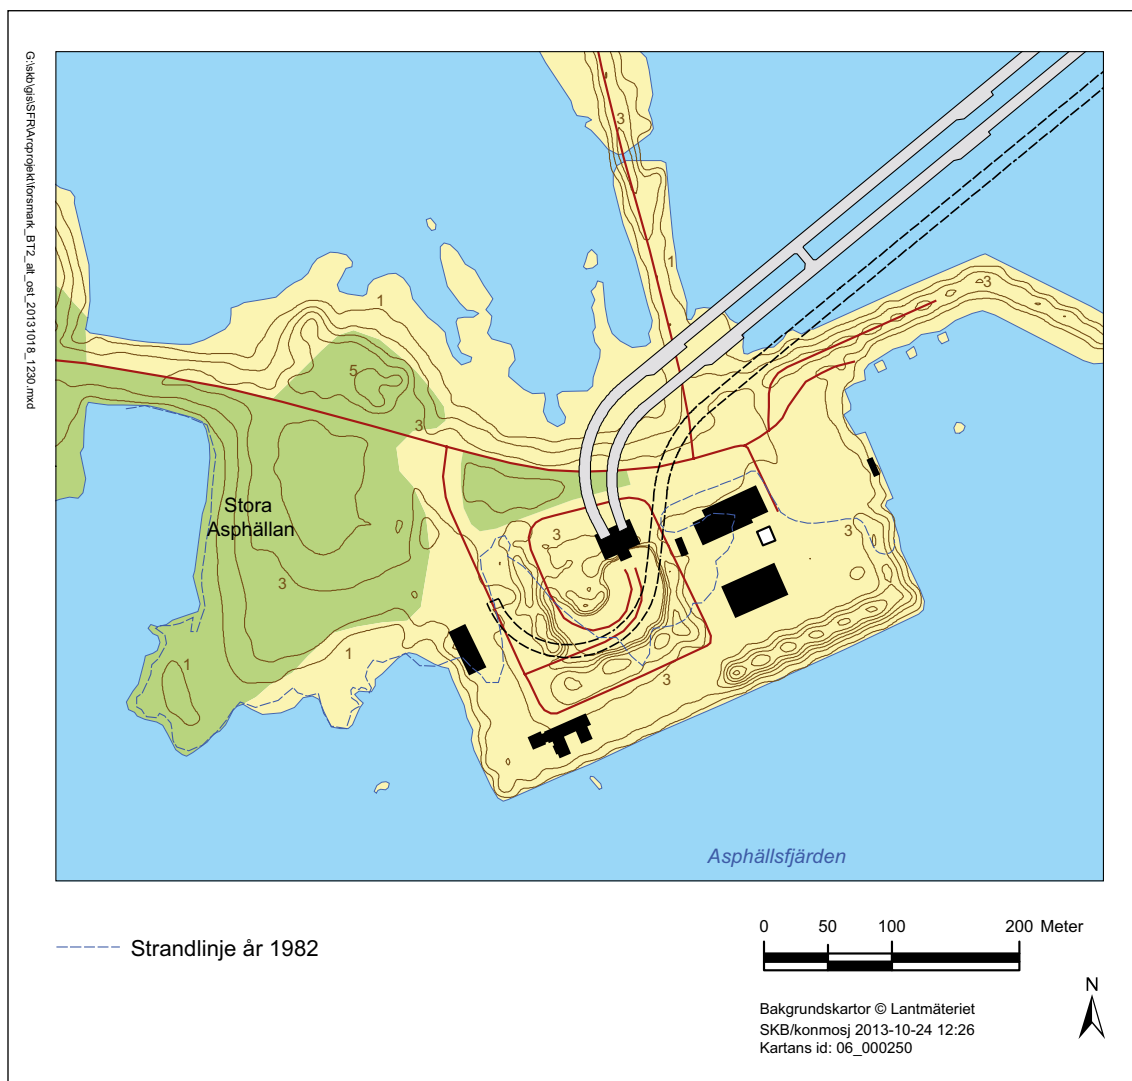 G:\skb\gis\SFR\Arcprojekt\forsmark_BT2_alt_ost_20131018_1230.mxd
3
1
3
1
5
3
Stora
Asphällan
3
3
3
1
1
3
Asphällsfjärden
Strandlinje år 1982
0 50 100 200 Meter
N
Bakgrundskartor © Lantmäteriet
SKB/konmosj 2013-10-24 12:26
Kartans id: 06_000250